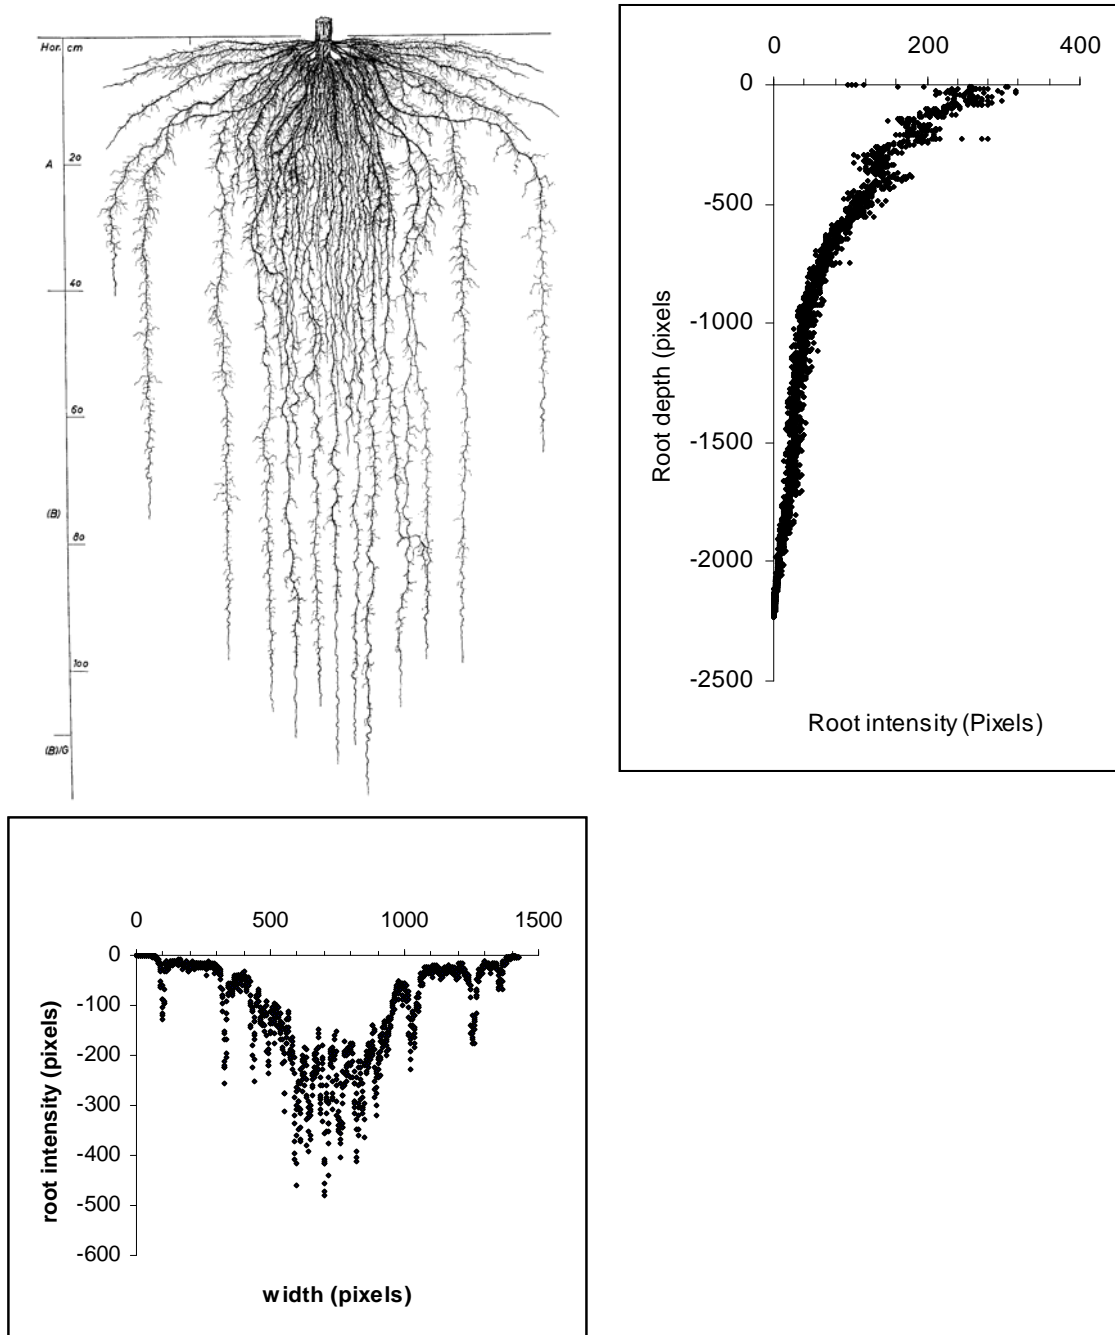 Hor. cm
A 20
40
60
(B)
80
100
(B)/G
0 200 400
0
-500
-1000
-1500
-2000
-2500
Root depth (pixels
Root intensity (Pixels)
0 500 1000 1500
0
-100
-200
-300
-400
-500
-600
root intensity (pixels)
width (pixels)